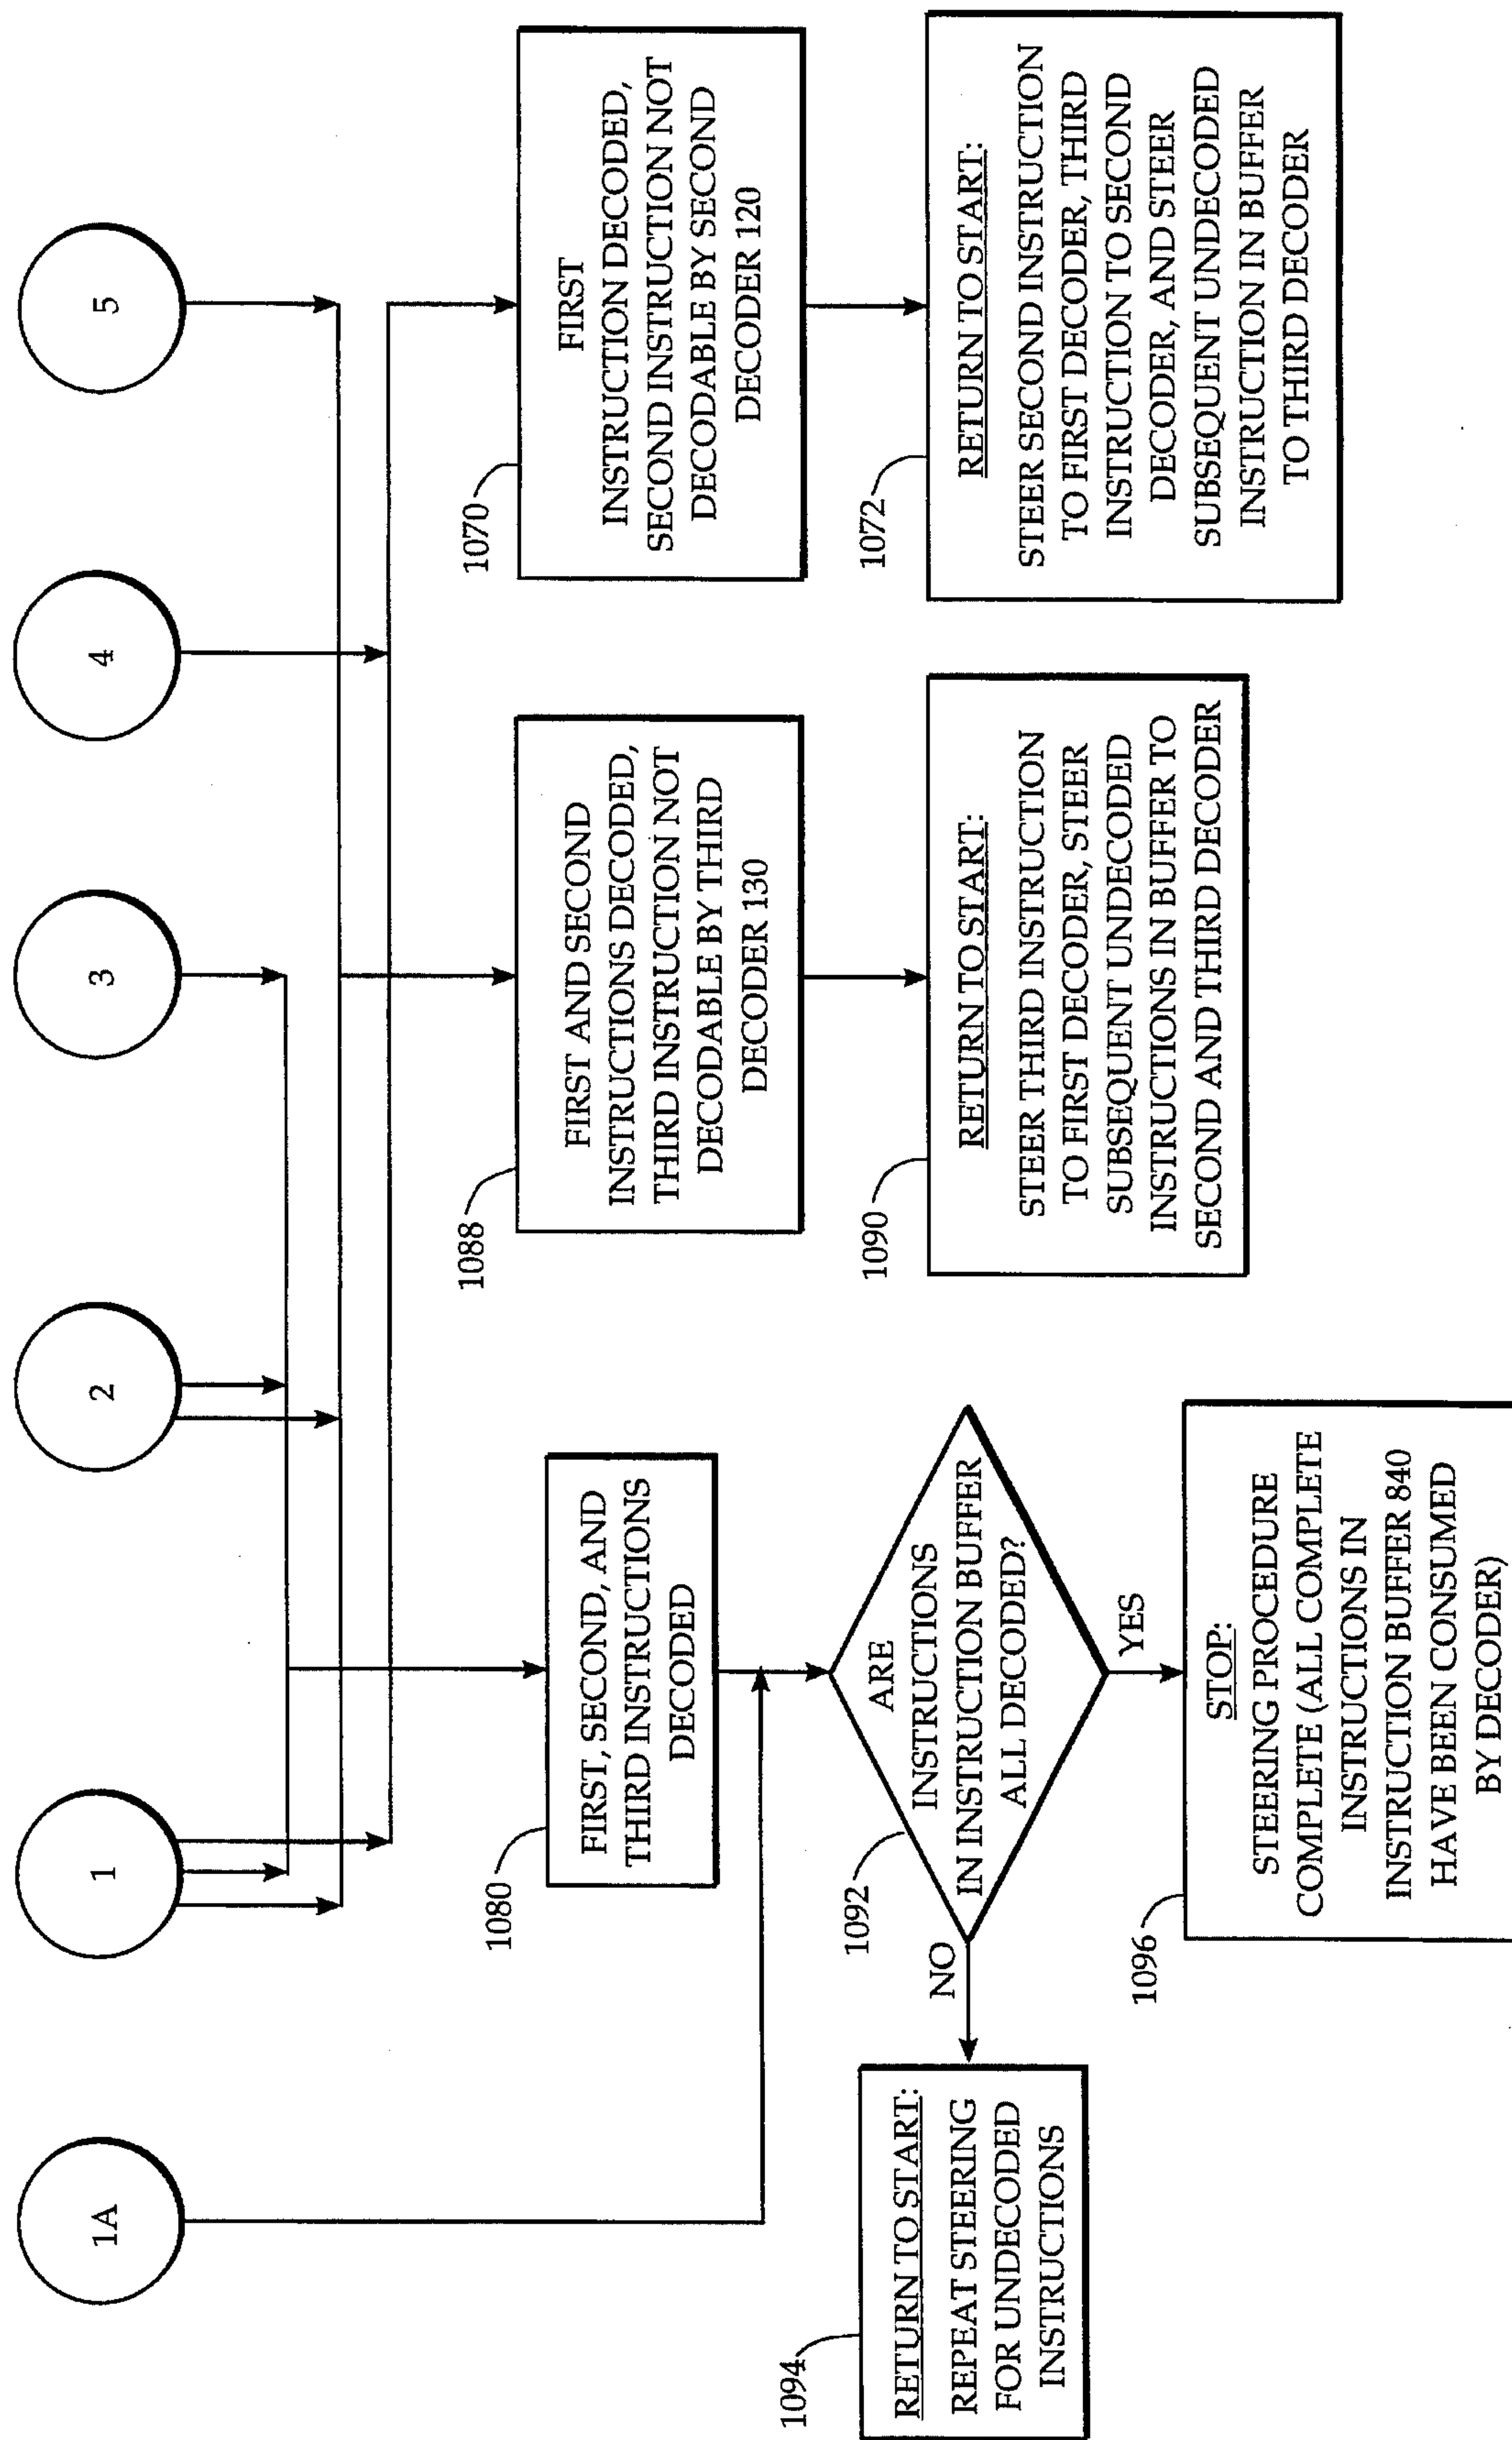 1A
1
2
3
4
5
1080
FIRST, SECOND, AND
THIRD INSTRUCTIONS
DECODED
1088
FIRST AND SECOND
INSTRUCTIONS DECODED,
THIRD INSTRUCTION NOT
DECODABLE BY THIRD
DECODER 130
1070
FIRST
INSTRUCTION DECODED,
SECOND INSTRUCTION NOT
DECODABLE BY SECOND
DECODER 120
1094
RETURN TO START:
REPEAT STEERING
FOR UNDECODED
INSTRUCTIONS
NO
1092
ARE
INSTRUCTIONS
IN INSTRUCTION BUFFER
ALL DECODED?
YES
1090
RETURN TO START:
STEER THIRD INSTRUCTION
TO FIRST DECODER, STEER
SUBSEQUENT UNDECODED
INSTRUCTIONS IN BUFFER TO
SECOND AND THIRD DECODER
1072
RETURN TO START:
STEER SECOND INSTRUCTION
TO FIRST DECODER, THIRD
INSTRUCTION TO SECOND
DECODER, AND STEER
SUBSEQUENT UNDECODED
INSTRUCTION IN BUFFER
TO THIRD DECODER
1096
STOP:
STEERING PROCEDURE
COMPLETE (ALL COMPLETE
INSTRUCTIONS IN
INSTRUCTION BUFFER 840
HAVE BEEN CONSUMED
BY DECODER)